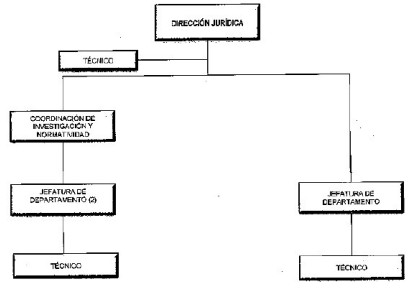 DIRECCIÓN JURÍDICA
TÉCNICO
COORDINACIÓN DE
INVESTIGACIÓN Y
NORMATIVIDAD
JEFATURA DE
DEPARTAMENTO (2)
JEFATURA DE
DEPARTAMENTO
TÉCNICO
TÉCNICO